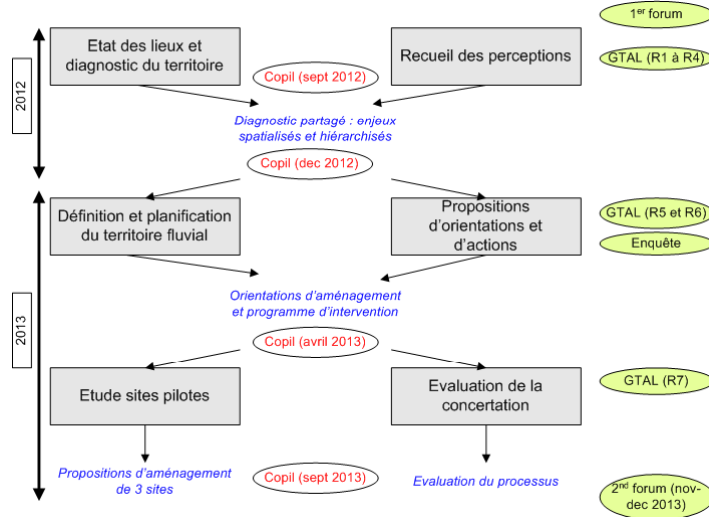 1er forum
Etat des lieux et
diagnostic du territoire
Recueil des perceptions
GTAL (R1 à R4)
Copil (sept 2012)
2012
Diagnostic partagé : enjeux
spatialisés et hiérarchisés
Copil (dec 2012)
Définition et planification
du territoire fluvial
Propositions
d'orientations et
d'actions
GTAL (R5 et R6)
Enquête
Orientations d'aménagement
et programme d'intervention
2013
Copil (avril 2013)
Etude sites pilotes
Evaluation de la
concertation
GTAL (R7)
Propositions d'aménagement
de 3 sites
Copil (sept 2013)
Evaluation du processus
2nd forum (nov-
dec 2013)